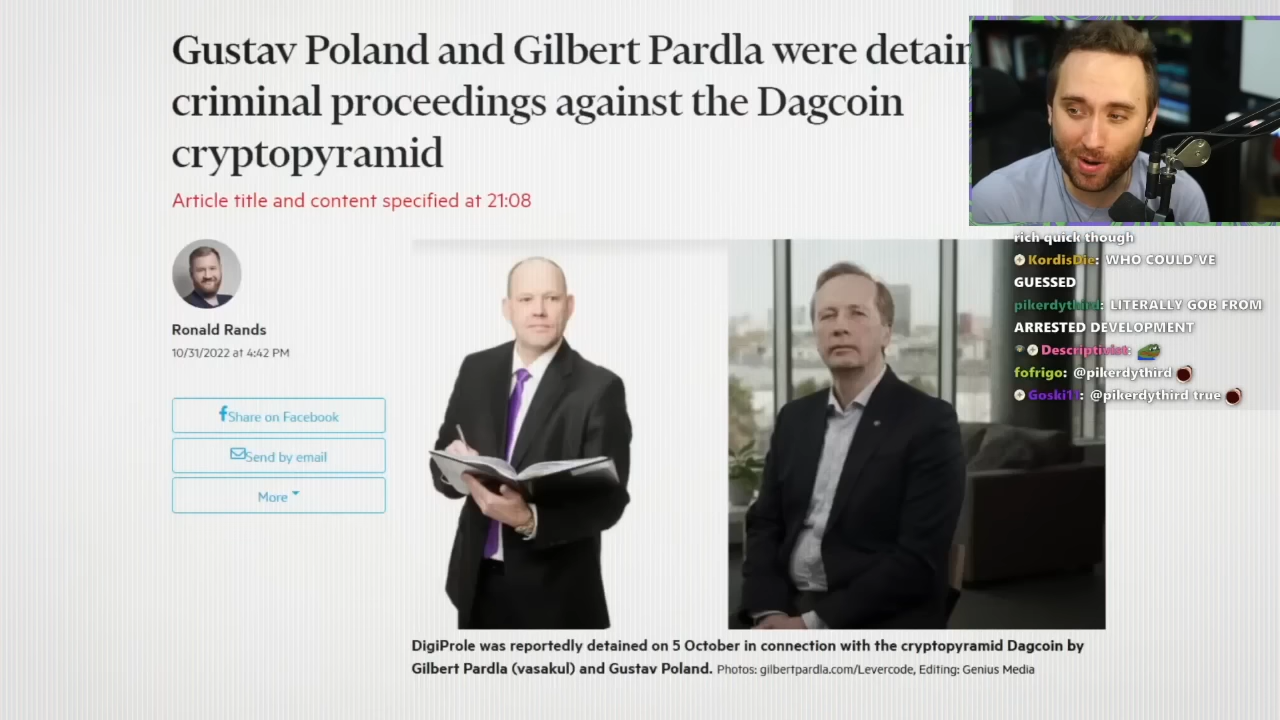 Gustav Poland and Gilbert Pardla were detain
criminal proceedings against the Dagcoin
cryptopyramid
Article title and content specified at 21:08
Ronald Rands
10/31/2022 at 4:42 PM
Share on Facebook
Send by email
More
DigiProle was reportedly detained on 5 October in connection with the cryptopyramid Dagcoin by
Gilbert Pardla (vasakul) and Gustav Poland. Photos: gilbertpardla.com/Levercode, Editing: Genius Media
rich quick though
KordisDie: WHO COULD'VE
GUESSED
pikerdythird: LITERALLY GOB FROM
ARRESTED DEVELOPMENT
Descriptivist:
fofrigo: @pikerdythird
Goski11: @pikerdythird true